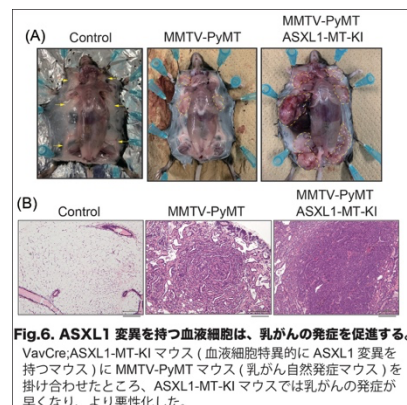 (A)
Control
MMTV-PyMT
MMTV-PyMT
ASXL1-MT-KI
(B)
Control
MMTV-PyMT
MMTV-PyMT
ASXL1-MT-KI
Fig.6. ASXL1 変異を持つ血液細胞は、乳がんの発症を促進する。
VavCre;ASXL1-MT-KI マウス ( 血液細胞特異的に ASXL1 変異を
持つマウス ) に MMTV-PyMT マウス ( 乳がん自然発症マウス ) を
掛け合わせたところ、ASXL1-MT-KI マウスでは乳がんの発症が
早くなり、より悪性化した。